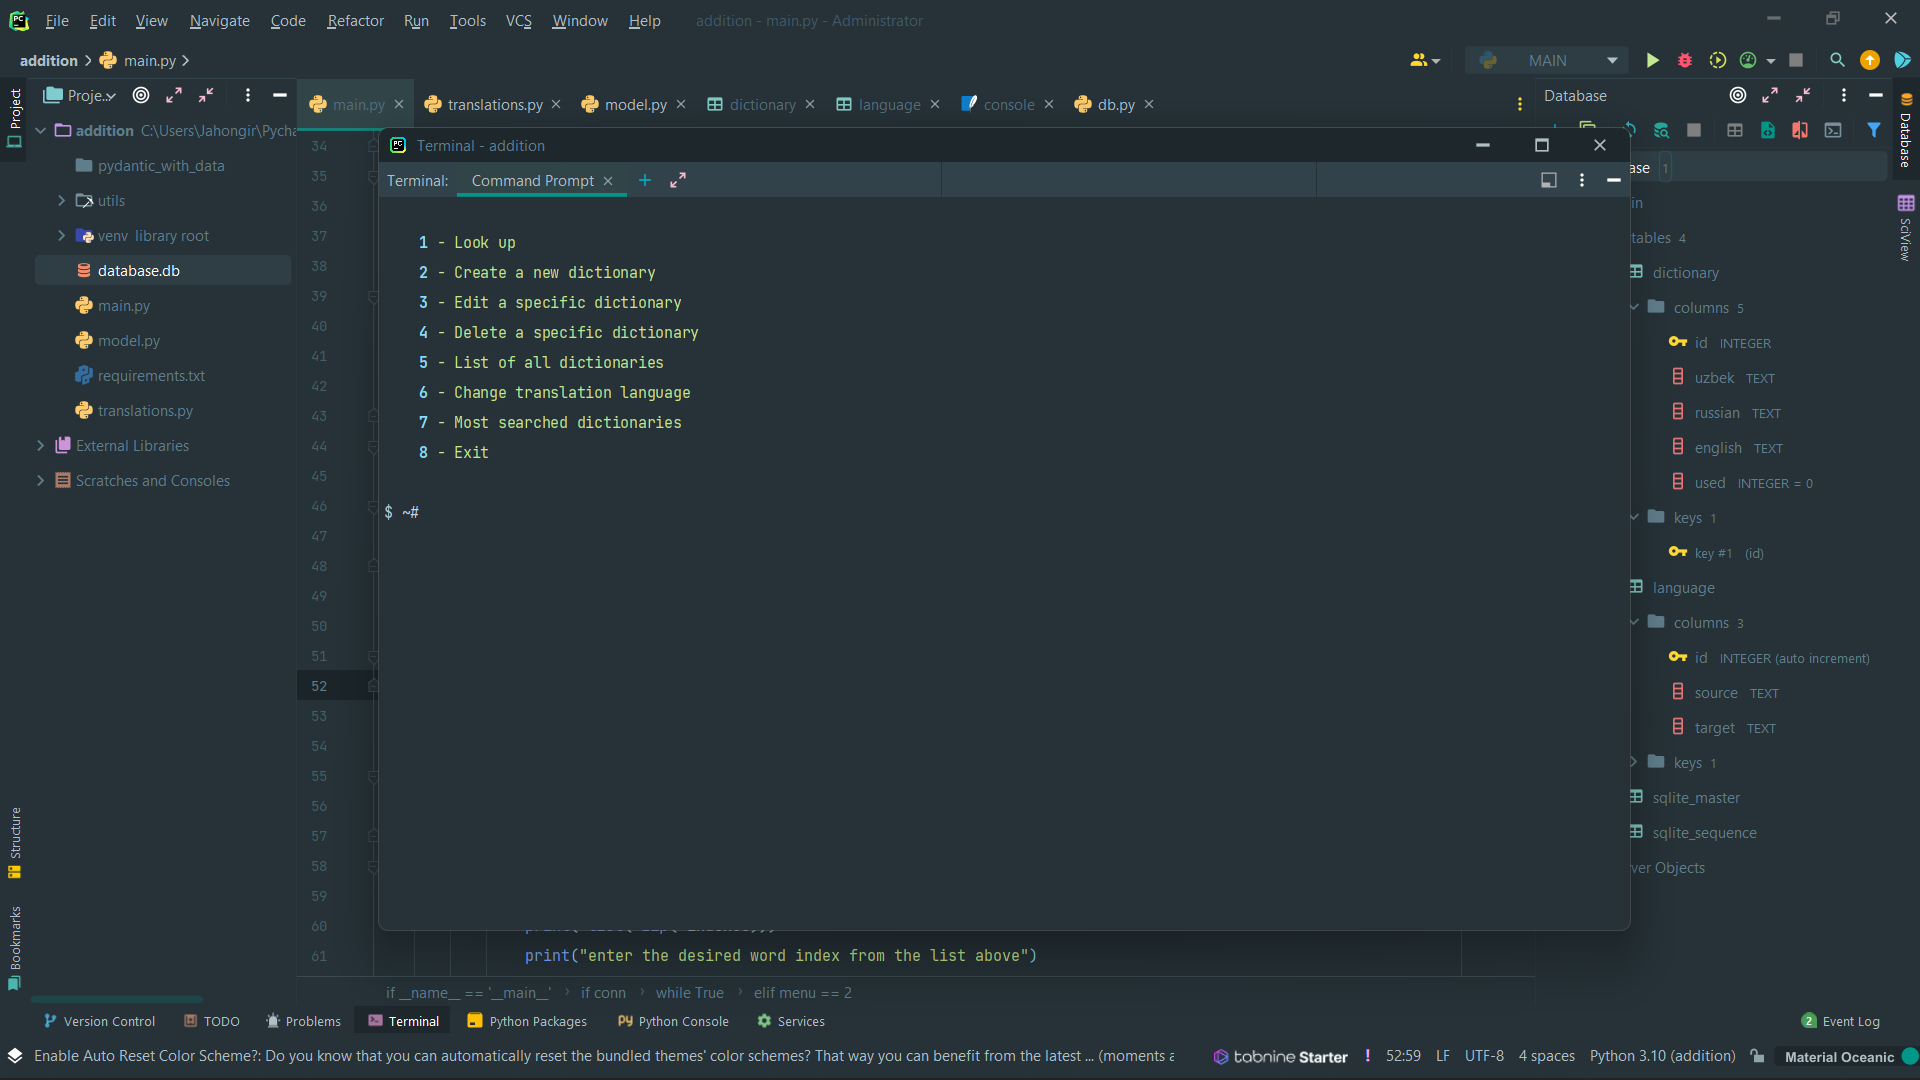 File Edit View Navigate Code Refactor Run Tools VCS Window Help addition - main.py - Administrator
addition main.py MAIN
Project
Proje..
addition C:\Users\Jahongir\Pycha
pydantic_with_data
utils
venv library root
database.db
main.py
model.py
requirements.txt
translations.py
External Libraries
Scratches and Consoles
Structure
Bookmarks
main.py translations.py model.py dictionary language console db.py
34
35
36
37
38
39
40
41
42
43
44
45
46
47
48
49
50
51
52
53
54
55
56
57
58
59
60
61
Terminal - addition
Terminal: Command Prompt
1 - Look up
2 - Create a new dictionary
3 - Edit a specific dictionary
4 - Delete a specific dictionary
5 - List of all dictionaries
6 - Change translation language
7 - Most searched dictionaries
8 - Exit
$ ~#
print("enter the desired word index from the list above")
if __name__ == '__main__' if conn while True elif menu == 2
Database
ase 1
in
tables 4
dictionary
columns 5
id INTEGER
uzbek TEXT
russian TEXT
english TEXT
used INTEGER = 0
keys 1
key #1 (id)
language
columns 3
id INTEGER (auto increment)
source TEXT
target TEXT
keys 1
sqlite_master
sqlite_sequence
ver Objects
Database
SciView
Version Control TODO Problems Terminal Python Packages Python Console Services 2 Event Log
Enable Auto Reset Color Scheme?: Do you know that you can automatically reset the bundled themes' color schemes? That way you can benefit from the latest ... (moments a tabnine Starter ! 52:59 LF UTF-8 4 spaces Python 3.10 (addition) Material Oceanic